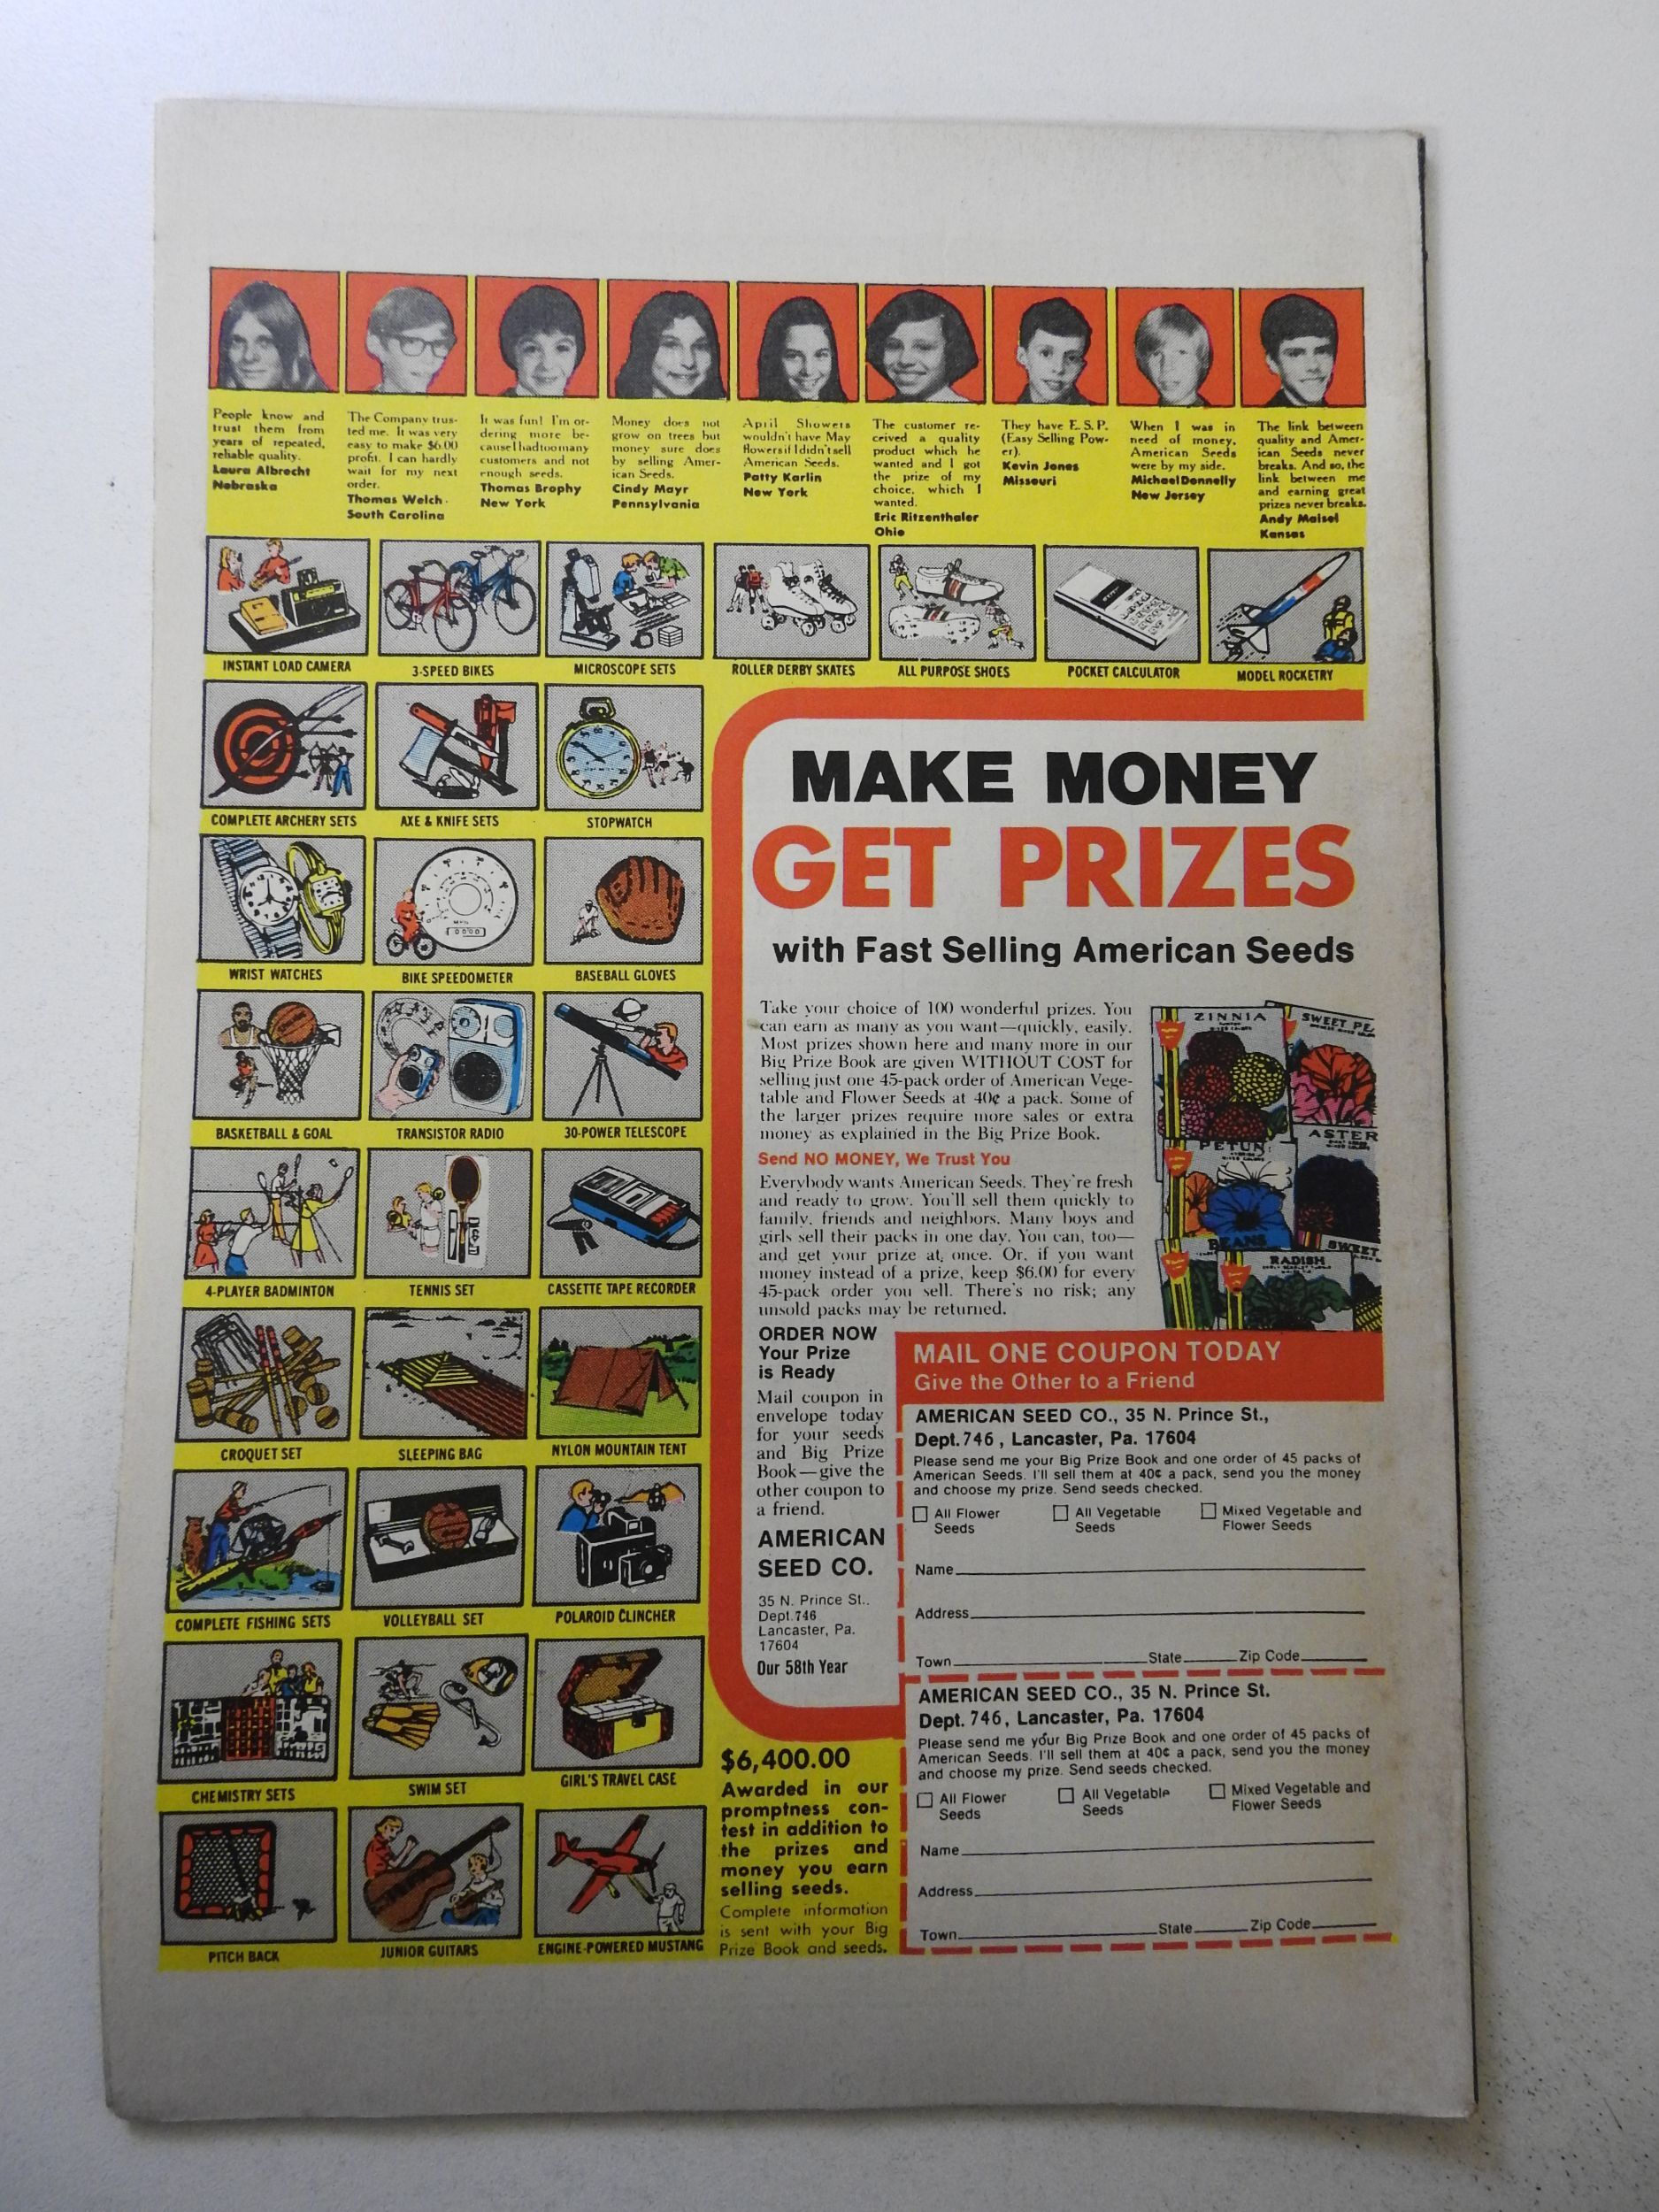 People know and
trust them from
years of repeated,
reliable quality.
Laura Albrecht
Nebraska
The Company trus-
ted me. It was very
easy to make $6.00
profit. I can hardly
wait for my next
order.
Thomas Welch
South Carolina
It was fun! I'm or-
dering more be-
cause I had too many
customers and not
enough seeds.
Thomas Brophy
New York
Money does not
grow on trees but
money sure does
by selling Amer-
ican Seeds.
Cindy Mayr
Pennsylvania
April Showers
wouldn't have May
flowers if I didn't sell
American Seeds.
Patty Karlin
New York
The customer re-
ceived a quality
product which he
wanted and I got
the prize of my
choice, which I
wanted.
Eric Ritzenthaler
Ohio
They have E.S.P.
(Easy Selling Pow-
er).
Kevin Jones
Missouri
When I was in
need of money,
American Seeds
were by my side.
Michael Donnelly
New Jersey
The link between
quality and Amer-
ican Seeds never
breaks. And so, the
link between me
and earning great
prizes never breaks.
Andy Maisel
Kansas
INSTANT LOAD CAMERA
3-SPEED BIKES
MICROSCOPE SETS
ROLLER DERBY SKATES
ALL PURPOSE SHOES
POCKET CALCULATOR
MODEL ROCKETRY
COMPLETE ARCHERY SETS
AXE & KNIFE SETS
STOPWATCH
WRIST WATCHES
BIKE SPEEDOMETER
BASEBALL GLOVES
BASKETBALL & GOAL
TRANSISTOR RADIO
30-POWER TELESCOPE
4-PLAYER BADMINTON
TENNIS SET
CASSETTE TAPE RECORDER
CROQUET SET
SLEEPING BAG
NYLON MOUNTAIN TENT
COMPLETE FISHING SETS
VOLLEYBALL SET
POLAROID CLINCHER
CHEMISTRY SETS
SWIM SET
GIRL'S TRAVEL CASE
PITCH BACK
JUNIOR GUITARS
ENGINE-POWERED MUSTANG
MAKE MONEY
GET PRIZES
with Fast Selling American Seeds
Take your choice of 100 wonderful prizes. You
can earn as many as you want—quickly, easily.
Most prizes shown here and many more in our
Big Prize Book are given WITHOUT COST for
selling just one 45-pack order of American Vege-
table and Flower Seeds at 40¢ a pack. Some of
the larger prizes require more sales or extra
money as explained in the Big Prize Book.
Send NO MONEY, We Trust You
Everybody wants American Seeds. They're fresh
and ready to grow. You'll sell them quickly to
family, friends and neighbors. Many boys and
girls sell their packs in one day. You can, too—
and get your prize at once. Or, if you want
money instead of a prize, keep $6.00 for every
45-pack order you sell. There's no risk; any
unsold packs may be returned.
ZINNIA
SWEET PE
PETUN
ASTER
BEANS
RADISH
SWEET
ORDER NOW
Your Prize
is Ready
Mail coupon in
envelope today
for your seeds
and Big Prize
Book—give the
other coupon to
a friend.
AMERICAN
SEED CO.
35 N. Prince St..
Dept.746
Lancaster, Pa.
17604
Our 58th Year
$6,400.00
Awarded in our
promptness con-
test in addition to
the prizes and
money you earn
selling seeds.
Complete information
is sent with your Big
Prize Book and seeds.
MAIL ONE COUPON TODAY
Give the Other to a Friend
AMERICAN SEED CO., 35 N. Prince St.,
Dept.746, Lancaster, Pa. 17604
Please send me your Big Prize Book and one order of 45 packs of
American Seeds. I'll sell them at 40¢ a pack, send you the money
and choose my prize. Send seeds checked.
All Flower
Seeds
All Vegetable
Seeds
Mixed Vegetable and
Flower Seeds
Name
Address
Town State Zip Code
AMERICAN SEED CO., 35 N. Prince St.
Dept. 746, Lancaster, Pa. 17604
Please send me your Big Prize Book and one order of 45 packs of
American Seeds. I'll sell them at 40¢ a pack, send you the money
and choose my prize. Send seeds checked.
All Flower
Seeds
All Vegetable
Seeds
Mixed Vegetable and
Flower Seeds
Name
Address
Town State Zip Code